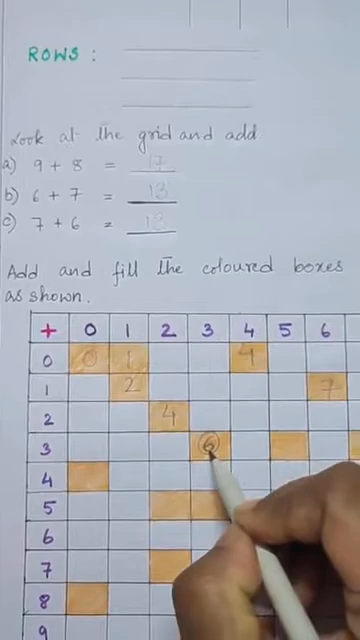 ROWS :
Look at the grid and add
a) 9 + 8 = 17
b) 6 + 7 = 13
c) 7 + 6 = 13
Add and fill the coloured boxes
as shown.
+ 0 1 2 3 4 5 6
0 0 1 4
1 2 7
2 4
3 6
4
5
6
7
8
9